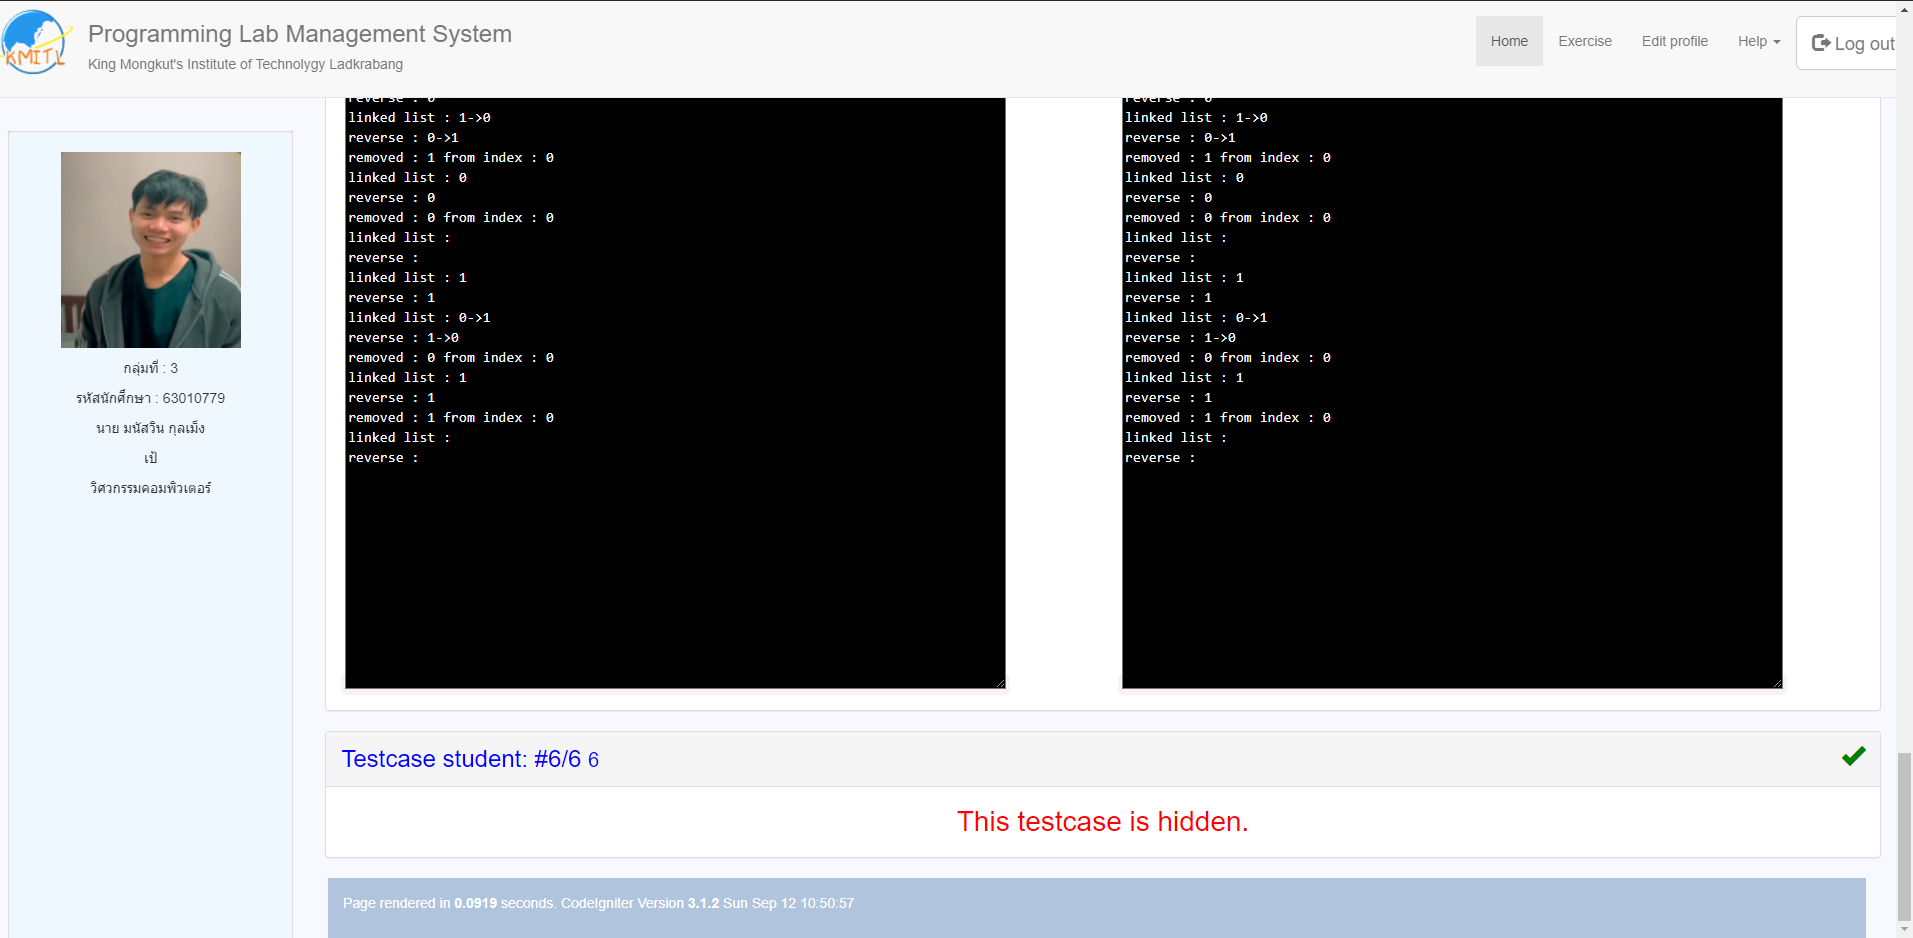 KMITL
Programming Lab Management System
King Mongkut's Institute of Technolygy Ladkrabang
Home
Exercise
Edit profile
Help
Log out
กลุ่มที่ : 3
รหัสนักศึกษา : 63010779
นาย มนัสวิน กุลเม็ง
เป้
วิศวกรรมคอมพิวเตอร์
reverse : 0
linked list : 1->0
reverse : 0->1
removed : 1 from index : 0
linked list : 0
reverse : 0
removed : 0 from index : 0
linked list :
reverse :
linked list : 1
reverse : 1
linked list : 0->1
reverse : 1->0
removed : 0 from index : 0
linked list : 1
reverse : 1
removed : 1 from index : 0
linked list :
reverse :
reverse : 0
linked list : 1->0
reverse : 0->1
removed : 1 from index : 0
linked list : 0
reverse : 0
removed : 0 from index : 0
linked list :
reverse :
linked list : 1
reverse : 1
linked list : 0->1
reverse : 1->0
removed : 0 from index : 0
linked list : 1
reverse : 1
removed : 1 from index : 0
linked list :
reverse :
Testcase student: #6/6 6
This testcase is hidden.
Page rendered in 0.0919 seconds. CodeIgniter Version 3.1.2 Sun Sep 12 10:50:57